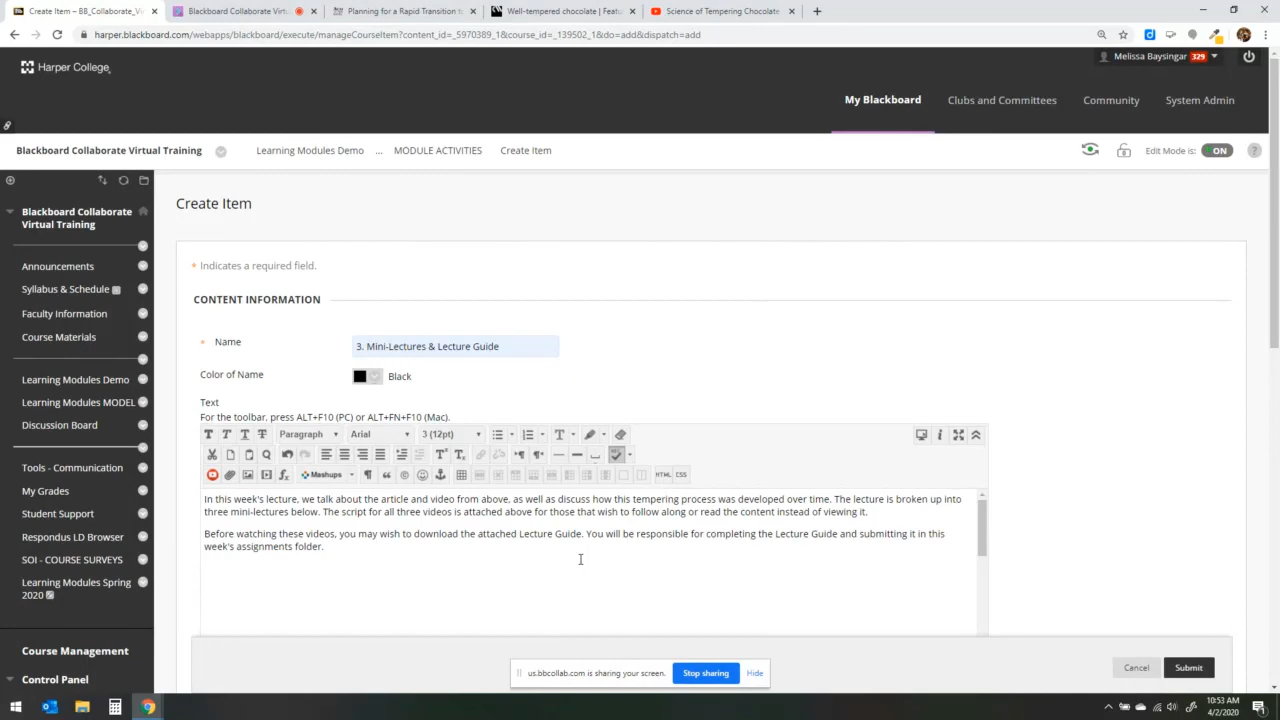 Create Item – BB_Collaborate_Vi
Blackboard Collaborate Virtu
Planning for a Rapid Transition to
Well-tempered chocolate | Featu
Science of Tempering Chocolate
harper.blackboard.com/webapps/blackboard/execute/manageCourseItem?content_id=_5970389_1&course_id=_139502_1&do=add&dispatch=add
Harper College
Melissa Baysingar 329
My Blackboard Clubs and Committees Community System Admin
Blackboard Collaborate Virtual Training Learning Modules Demo ... MODULE ACTIVITIES Create Item Edit Mode is: ON ?
Blackboard Collaborate
Virtual Training
Announcements
Syllabus & Schedule
Faculty Information
Course Materials
Learning Modules Demo
Learning Modules MODEL
Discussion Board
Tools - Communication
My Grades
Student Support
Respondus LD Browser
SOI - COURSE SURVEYS
Learning Modules Spring
2020
Course Management
Control Panel
Create Item
* Indicates a required field.
CONTENT INFORMATION
* Name 3. Mini-Lectures & Lecture Guide
Color of Name Black
Text
For the toolbar, press ALT+F10 (PC) or ALT+FN+F10 (Mac).
T T T T Paragraph Arial 3 (12pt)
Mashups HTML CSS
In this week's lecture, we talk about the article and video from above, as well as discuss how this tempering process was developed over time. The lecture is broken up into
three mini-lectures below. The script for all three videos is attached above for those that wish to follow along or read the content instead of viewing it.
Before watching these videos, you may wish to download the attached Lecture Guide. You will be responsible for completing the Lecture Guide and submitting it in this
week's assignments folder.
Cancel Submit
us.bbcollab.com is sharing your screen. Stop sharing Hide
10:53 AM
4/2/2020